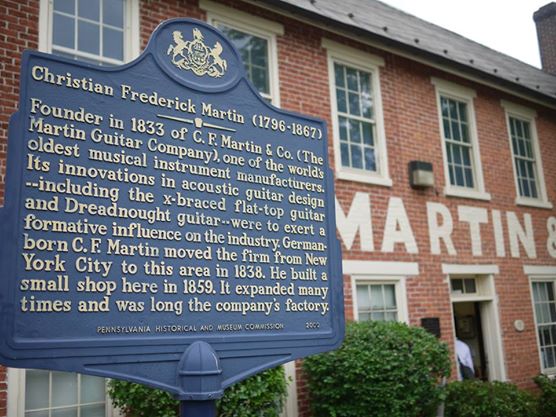 Christian Frederick Martin (1796-1867)
Founder in 1833 of C. F. Martin & Co. (The
Martin Guitar Company), one of the world's
oldest musical instrument manufacturers.
Its innovations in acoustic guitar design
--including the x-braced flat-top guitar
and Dreadnought guitar--were to exert a
formative influence on the industry. German-
born C. F. Martin moved the firm from New
York City to this area in 1838. He built a
small shop here in 1859. It expanded many
times and was long the company's factory.
PENNSYLVANIA HISTORICAL AND MUSEUM COMMISSION 2002
MARTIN &